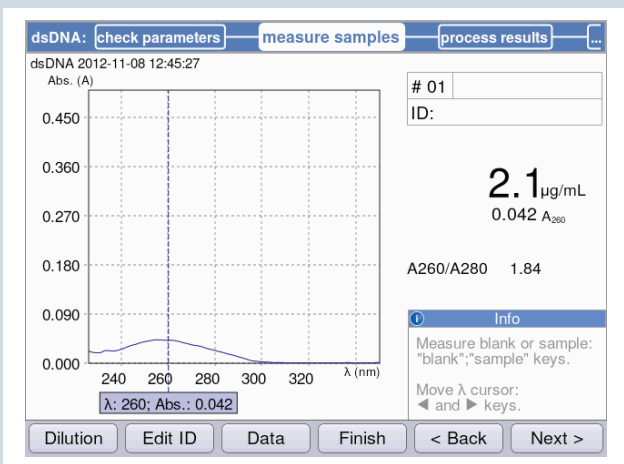 dsDNA: check parameters measure samples process results ...
dsDNA 2012-11-08 12:45:27
Abs. (A)
0.450
0.360
0.270
0.180
0.090
0.000
240 260 280 300 320 λ (nm)
λ: 260; Abs.: 0.042
# 01
ID:
2.1 µg/mL
0.042 A260
A260/A280 1.84
Info
Measure blank or sample:
"blank";"sample" keys.
Move λ cursor:
◀ and ▶ keys.
Dilution Edit ID Data Finish < Back Next >